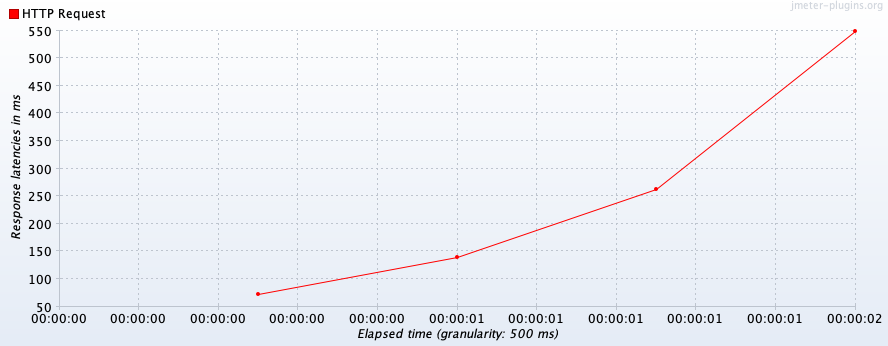 jmeter-plugins.org
HTTP Request
550
500
450
400
350
300
250
200
150
100
50
Response latencies in ms
00:00:00 00:00:00 00:00:00 00:00:00 00:00:00 00:00:01 00:00:01 00:00:01 00:00:01 00:00:01 00:00:02
Elapsed time (granularity: 500 ms)